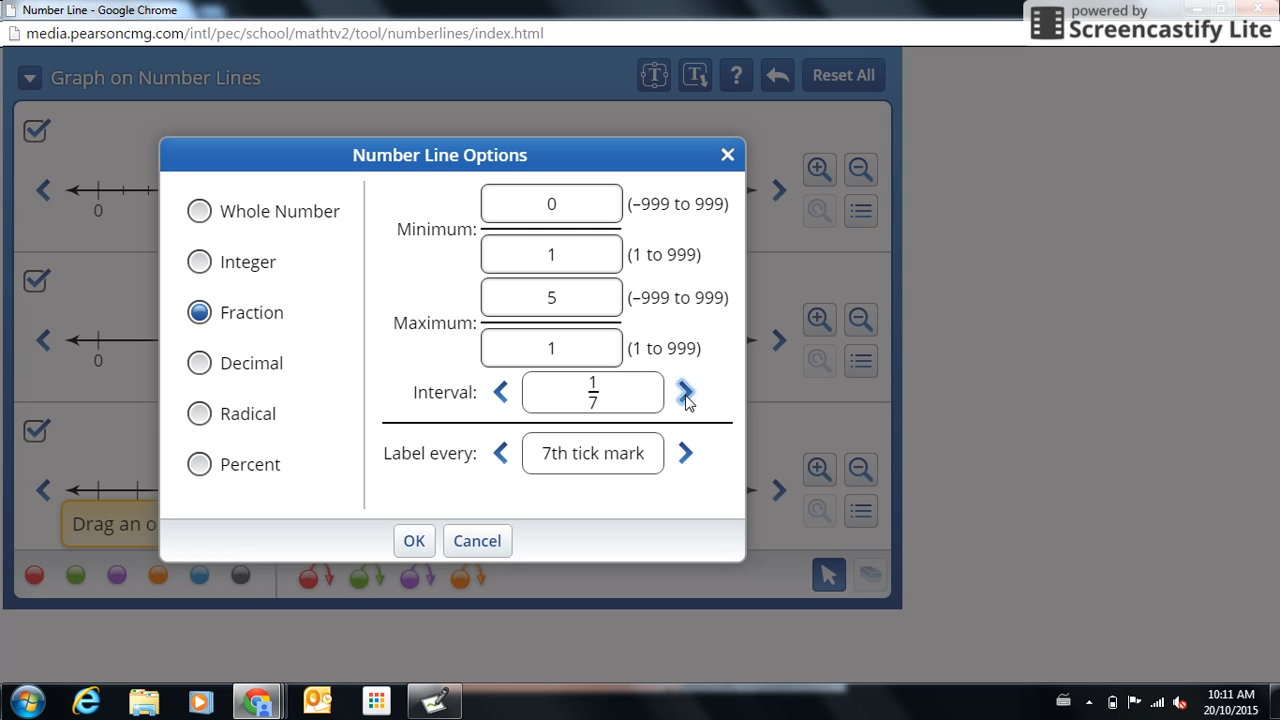 Number Line - Google Chrome
powered by
Screencastify Lite
media.pearsoncmg.com/intl/pec/school/mathtv2/tool/numberlines/index.html
Graph on Number Lines
T
T
?
Reset All
Number Line Options
Whole Number
Integer
Fraction
Decimal
Radical
Percent
Minimum:
0
(–999 to 999)
1
(1 to 999)
Maximum:
5
(–999 to 999)
1
(1 to 999)
Interval:
1
7
Label every:
7th tick mark
OK
Cancel
0
0
Drag an o
10:11 AM
20/10/2015